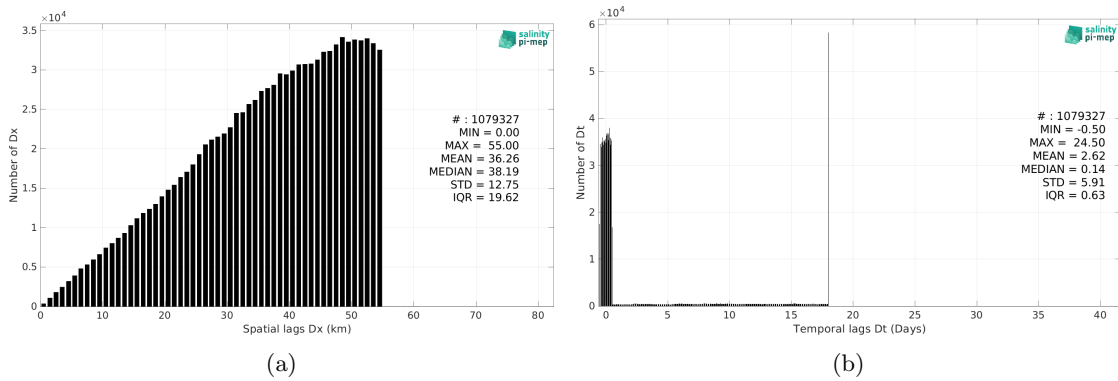 ×10⁴
3.5
3
2.5
2
1.5
1
0.5
0
Number of Dx
0 10 20 30 40 50 60 70 80
Spatial lags Dx (km)
salinity
pi-mep
# : 1079327
MIN = 0.00
MAX = 55.00
MEAN = 36.26
MEDIAN = 38.19
STD = 12.75
IQR = 19.62
(a)
×10⁴
6
5
4
3
2
1
0
Number of Dt
0 5 10 15 20 25 30 35 40
Temporal lags Dt (Days)
salinity
pi-mep
# : 1079327
MIN = -0.50
MAX = 24.50
MEAN = 2.62
MEDIAN = 0.14
STD = 5.91
IQR = 0.63
(b)